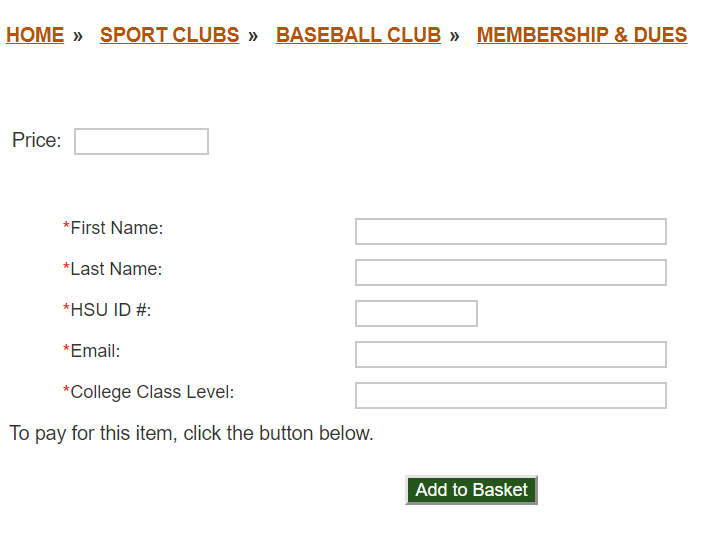 HOME » SPORT CLUBS » BASEBALL CLUB » MEMBERSHIP & DUES
Price:
*First Name:
*Last Name:
*HSU ID #:
*Email:
*College Class Level:
To pay for this item, click the button below.
Add to Basket